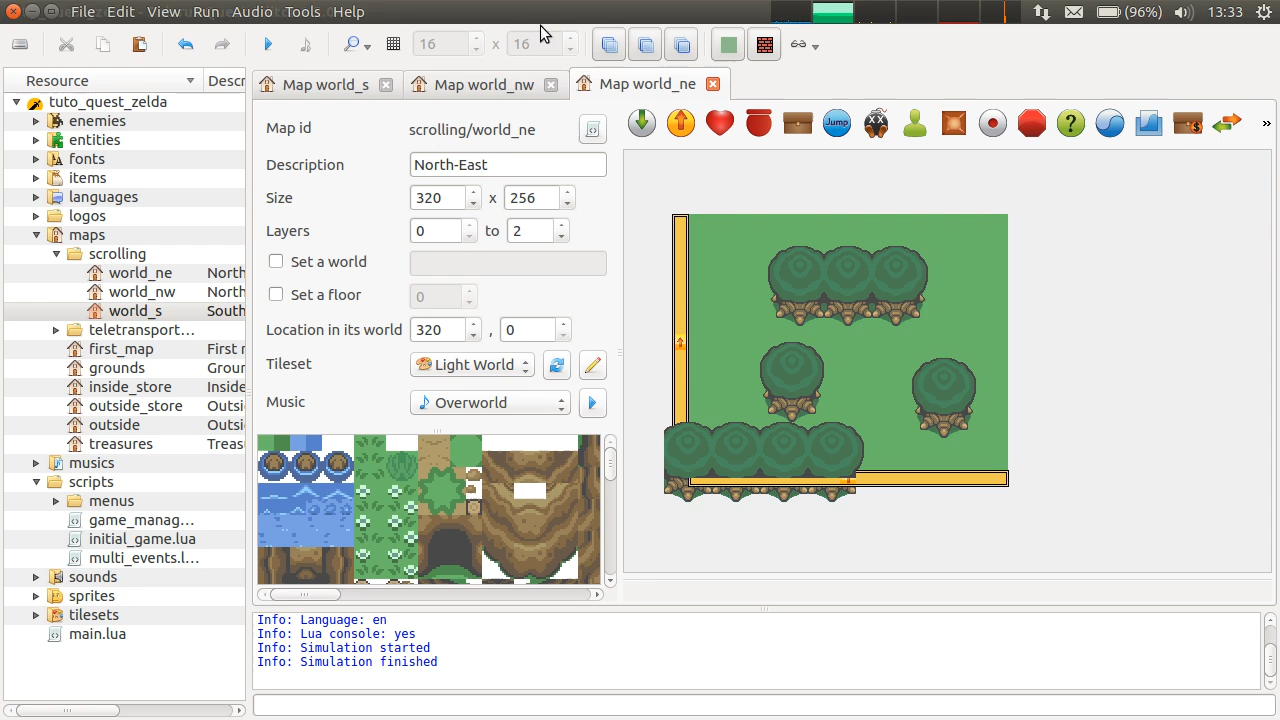 File Edit View Run Audio Tools Help
(96%) 13:33
16 x 16
Resource Descr
Map world_s Map world_nw Map world_ne
tuto_quest_zelda
enemies
entities
fonts
items
languages
logos
maps
scrolling
world_ne North
world_nw North
world_s South
teletransport...
first_map First r
grounds Groun
inside_store Inside
outside_store Outsi
outside Outsi
treasures Treas
musics
scripts
menus
game_manag...
initial_game.lua
multi_events.l...
sounds
sprites
tilesets
main.lua
Map id scrolling/world_ne
Description North-East
Size 320 x 256
Layers 0 to 2
Set a world
Set a floor 0
Location in its world 320 , 0
Tileset Light World
Music Overworld
Jump
?
$
»
Info: Language: en
Info: Lua console: yes
Info: Simulation started
Info: Simulation finished